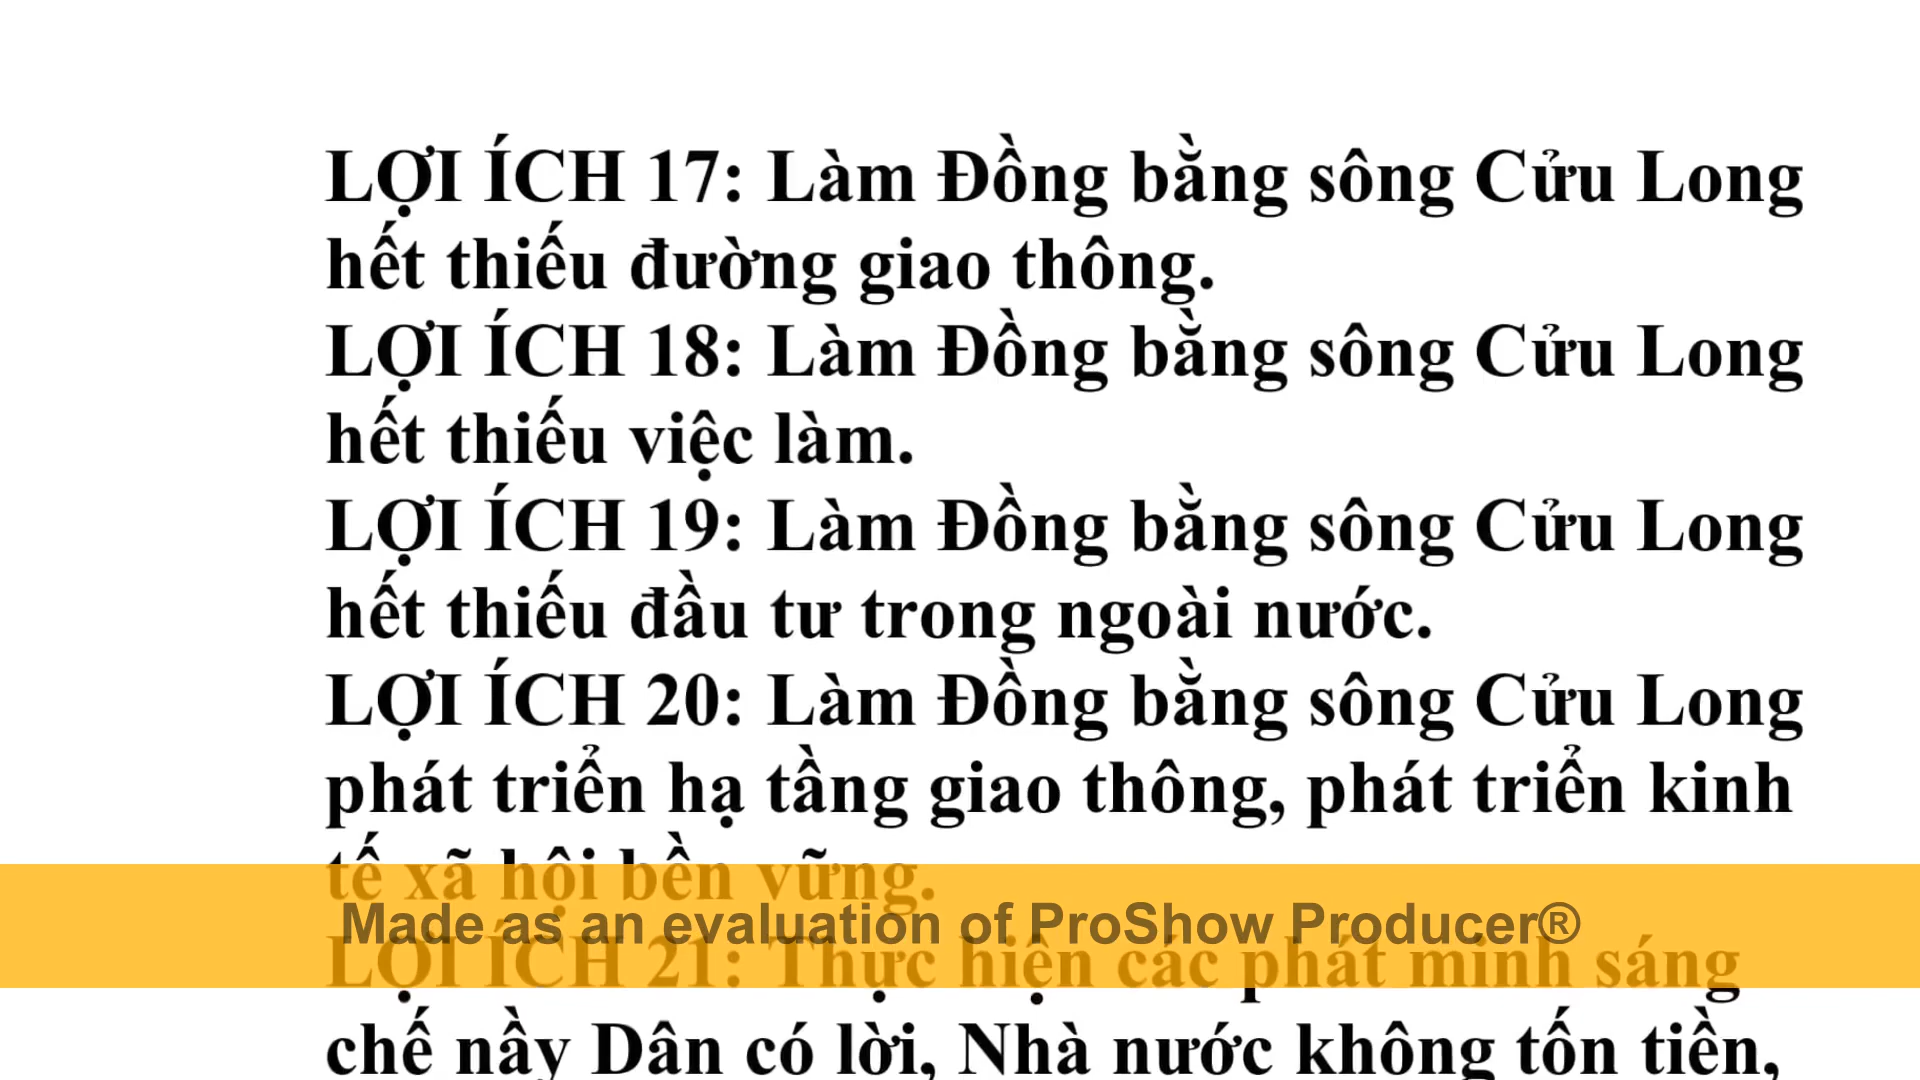 LỢI ÍCH 17: Làm Đồng bằng sông Cửu Long
hết thiếu đường giao thông.
LỢI ÍCH 18: Làm Đồng bằng sông Cửu Long
hết thiếu việc làm.
LỢI ÍCH 19: Làm Đồng bằng sông Cửu Long
hết thiếu đầu tư trong ngoài nước.
LỢI ÍCH 20: Làm Đồng bằng sông Cửu Long
phát triển hạ tầng giao thông, phát triển kinh
tế xã hội bền vững.
Made as an evaluation of ProShow Producer®
LỢI ÍCH 21: Thực hiện các phát minh sáng
chế nầy Dân có lời, Nhà nước không tốn tiền,